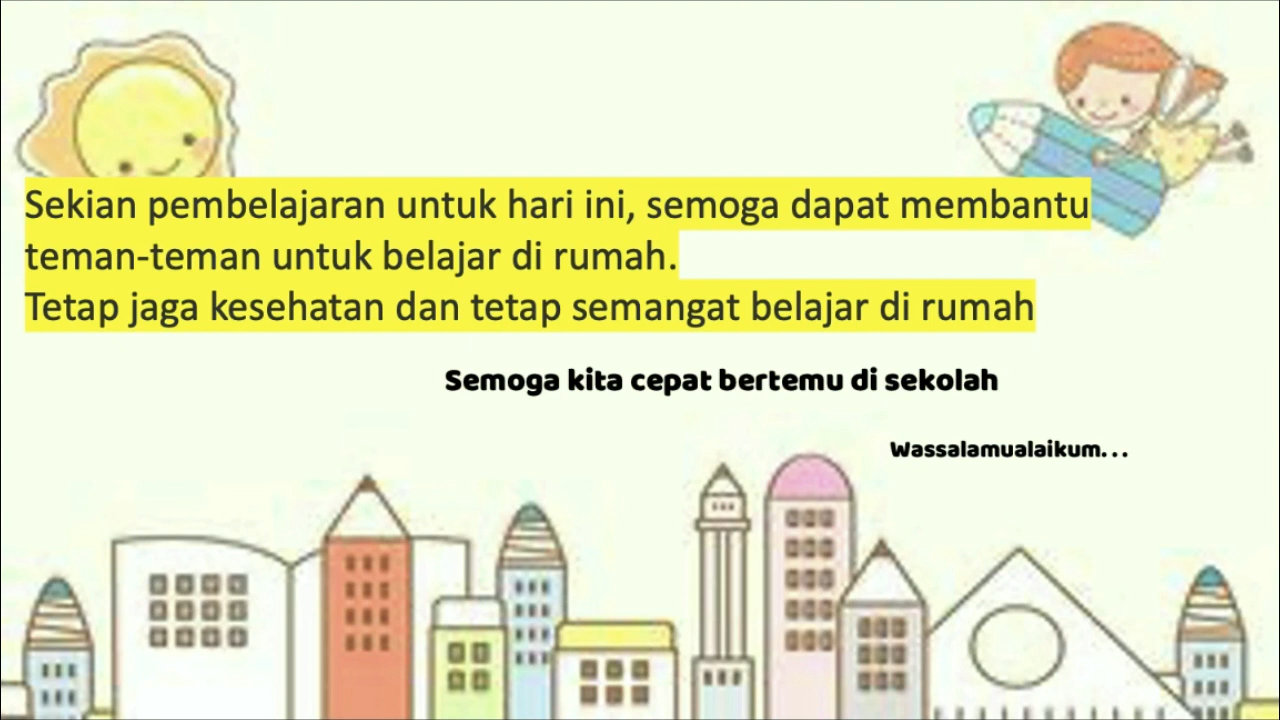 Sekian pembelajaran untuk hari ini, semoga dapat membantu
teman-teman untuk belajar di rumah.
Tetap jaga kesehatan dan tetap semangat belajar di rumah
Semoga kita cepat bertemu di sekolah
Wassalamualaikum...